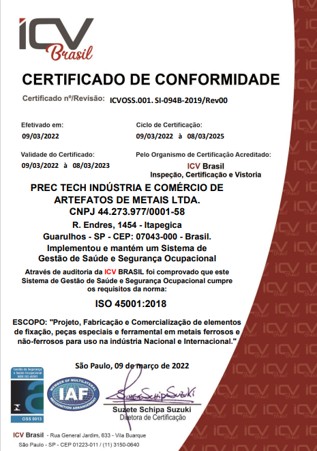 icv
Brasil
CERTIFICADO DE CONFORMIDADE
Certificado nº/Revisão: ICVOSS.001. SI-094B-2019/Rev00
Efetivado em: Ciclo de Certificação:
09/03/2022 09/03/2022 à 08/03/2025
Validade do Certificado: Pelo Organismo de Certificação Acreditado:
09/03/2022 à 08/03/2023 ICV Brasil
Inspeção, Certificação e Vistoria
PREC TECH INDÚSTRIA E COMÉRCIO DE
ARTEFATOS DE METAIS LTDA.
CNPJ 44.273.977/0001-58
R. Endres, 1454 - Itapegica
Guarulhos - SP - CEP: 07043-000 - Brasil.
Implementou e mantém um Sistema de
Gestão de Saúde e Segurança Ocupacional
Através de auditoria da ICV BRASIL foi comprovado que este
Sistema de Gestão de Saúde e Segurança Ocupacional cumpre
os requisitos da norma:
ISO 45001:2018
ESCOPO: "Projeto, Fabricação e Comercialização de elementos
de fixação, peças especiais e ferramental em metais ferrosos e
não-ferrosos para uso na indústria Nacional e Internacional."
São Paulo, 09 de março de 2022
IAF
Suzete Schipa Suzuki
Diretora de Certificação
ICV Brasil - Rua General Jardim, 633 - Vila Buarque
São Paulo - SP - CEP 01223-011 / (11) 3150-0640